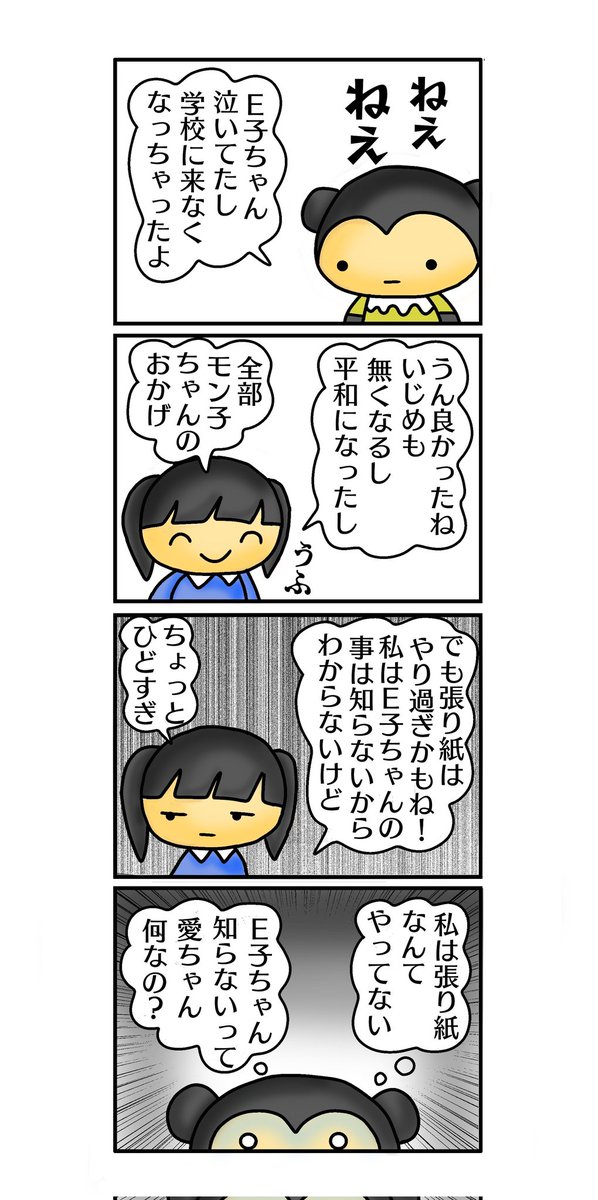 ねえ
ねえ
Ｅ子ちゃん
泣いてたし
学校に来なく
なっちゃったよ
うん良かったね
いじめも
無くなるし
平和になったし
全部
モン子
ちゃんの
おかげ
うふ
でも張り紙は
やり過ぎかもね！
私はＥ子ちゃんの
事は知らないから
わからないけど
ちょっと
ひどすぎ
私は張り紙
なんて
やってない
Ｅ子ちゃん
知らないって
愛ちゃん
何なの？